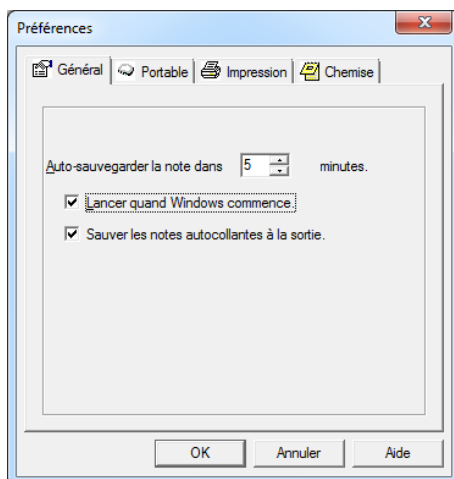 Préférences
Général Portable Impression Chemise
Auto-sauvegarder la note dans 5 minutes.
Lancer quand Windows commence.
Sauver les notes autocollantes à la sortie.
OK Annuler Aide